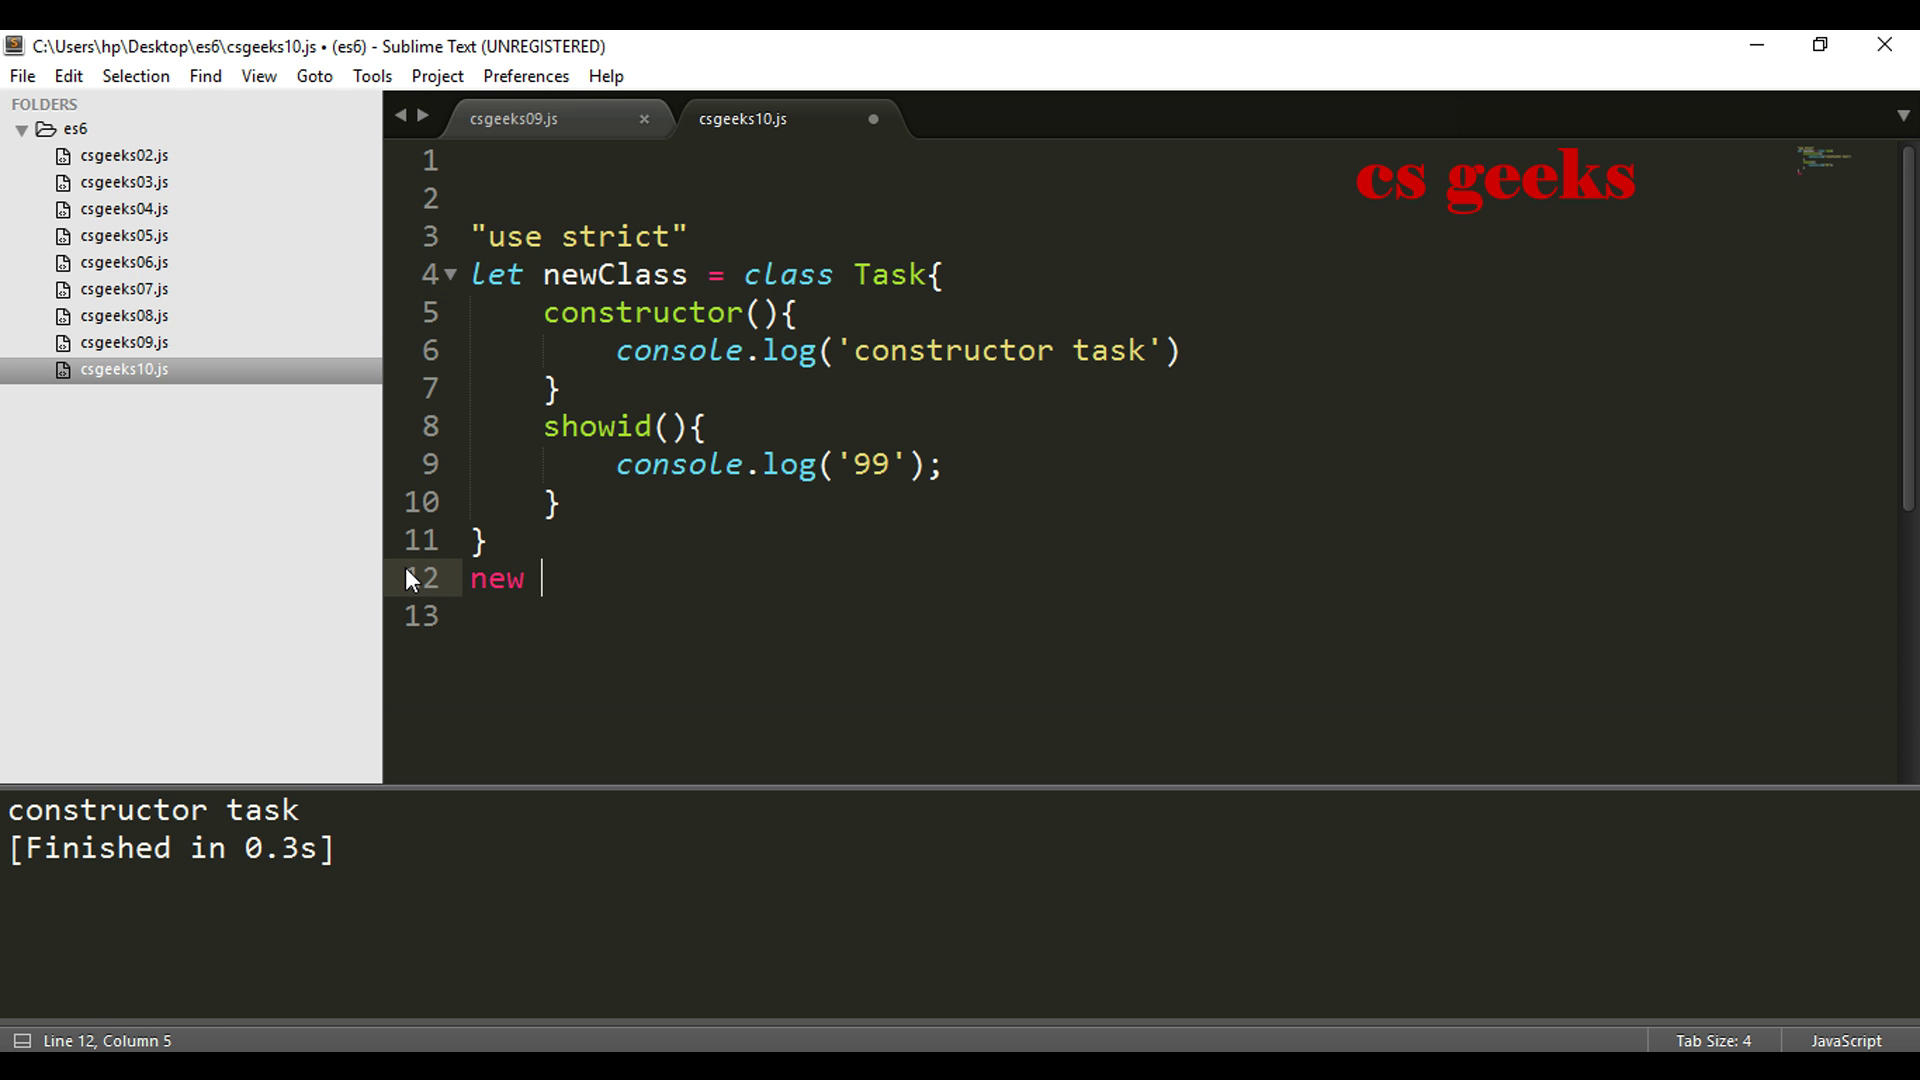 C:\Users\hp\Desktop\es6\csgeeks10.js • (es6) - Sublime Text (UNREGISTERED)
File Edit Selection Find View Goto Tools Project Preferences Help
FOLDERS
es6
csgeeks02.js
csgeeks03.js
csgeeks04.js
csgeeks05.js
csgeeks06.js
csgeeks07.js
csgeeks08.js
csgeeks09.js
csgeeks10.js
csgeeks09.js × csgeeks10.js
cs geeks
1
2
3 "use strict"
4 let newClass = class Task{
5 constructor(){
6 console.log('constructor task')
7 }
8 showid(){
9 console.log('99');
10 }
11 }
12 new
13
constructor task
[Finished in 0.3s]
Line 12, Column 5 Tab Size: 4 JavaScript